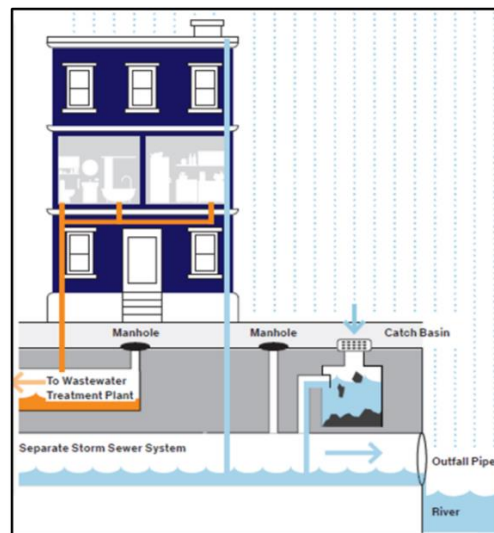 Manhole
Manhole
Catch Basin
To Wastewater
Treatment Plant
Separate Storm Sewer System
Outfall Pipe
River